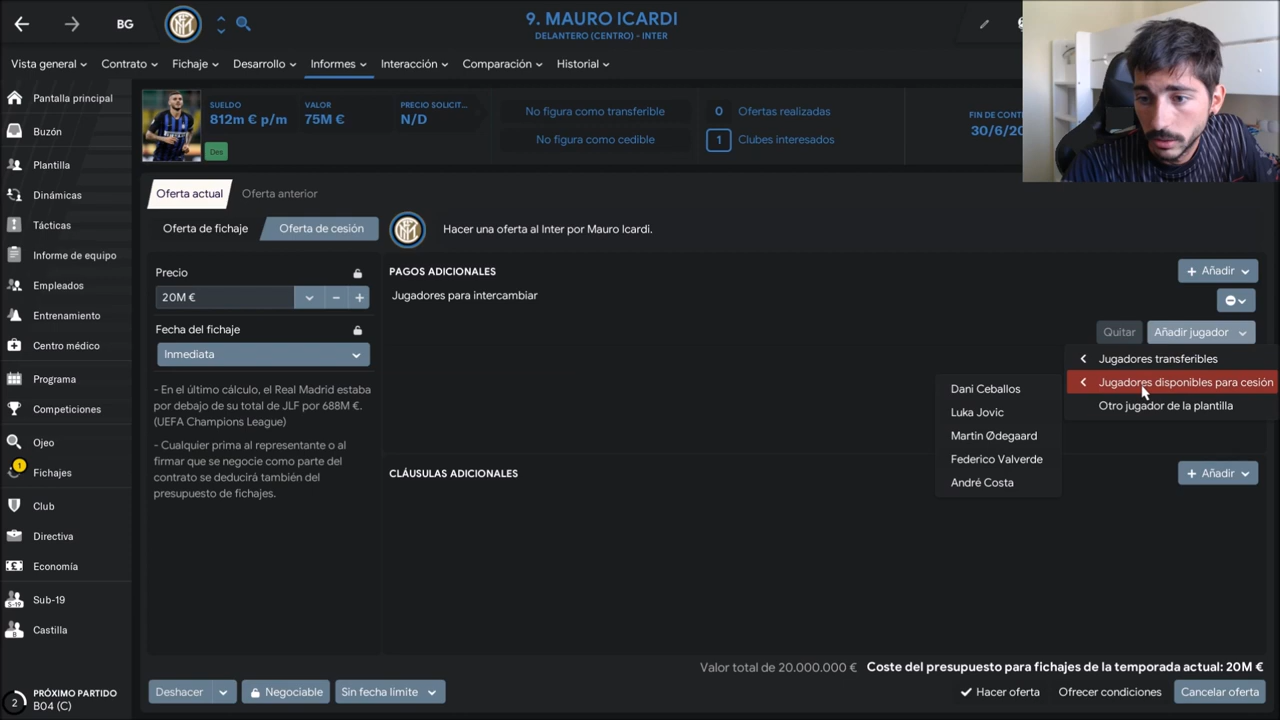 BG
9. MAURO ICARDI
DELANTERO (CENTRO) - INTER
Vista general
Contrato
Fichaje
Desarrollo
Informes
Interacción
Comparación
Historial
Pantalla principal
Buzón
Plantilla
Dinámicas
Tácticas
Informe de equipo
Empleados
Entrenamiento
Centro médico
Programa
Competiciones
Ojeo
1
Fichajes
Club
Directiva
Economía
S-19
Sub-19
B
Castilla
2
PRÓXIMO PARTIDO
B04 (C)
SUELDO
812m € p/m
VALOR
75M €
PRECIO SOLICIT...
N/D
Des
No figura como transferible
No figura como cedible
0 Ofertas realizadas
1 Clubes interesados
FIN DE CONT
30/6/20
Oferta actual
Oferta anterior
Oferta de fichaje
Oferta de cesión
Hacer una oferta al Inter por Mauro Icardi.
Precio
20M €
Fecha del fichaje
Inmediata
- En el último cálculo, el Real Madrid estaba
por debajo de su total de JLF por 688M €.
(UEFA Champions League)
- Cualquier prima al representante o al
firmar que se negocie como parte del
contrato se deducirá también del
presupuesto de fichajes.
PAGOS ADICIONALES
+ Añadir
Jugadores para intercambiar
Quitar
Añadir jugador
Jugadores transferibles
Jugadores disponibles para cesión
Otro jugador de la plantilla
Dani Ceballos
Luka Jovic
Martin Ødegaard
Federico Valverde
André Costa
CLÁUSULAS ADICIONALES
+ Añadir
Valor total de 20.000.000 €
Coste del presupuesto para fichajes de la temporada actual: 20M €
Deshacer
Negociable
Sin fecha límite
Hacer oferta
Ofrecer condiciones
Cancelar oferta